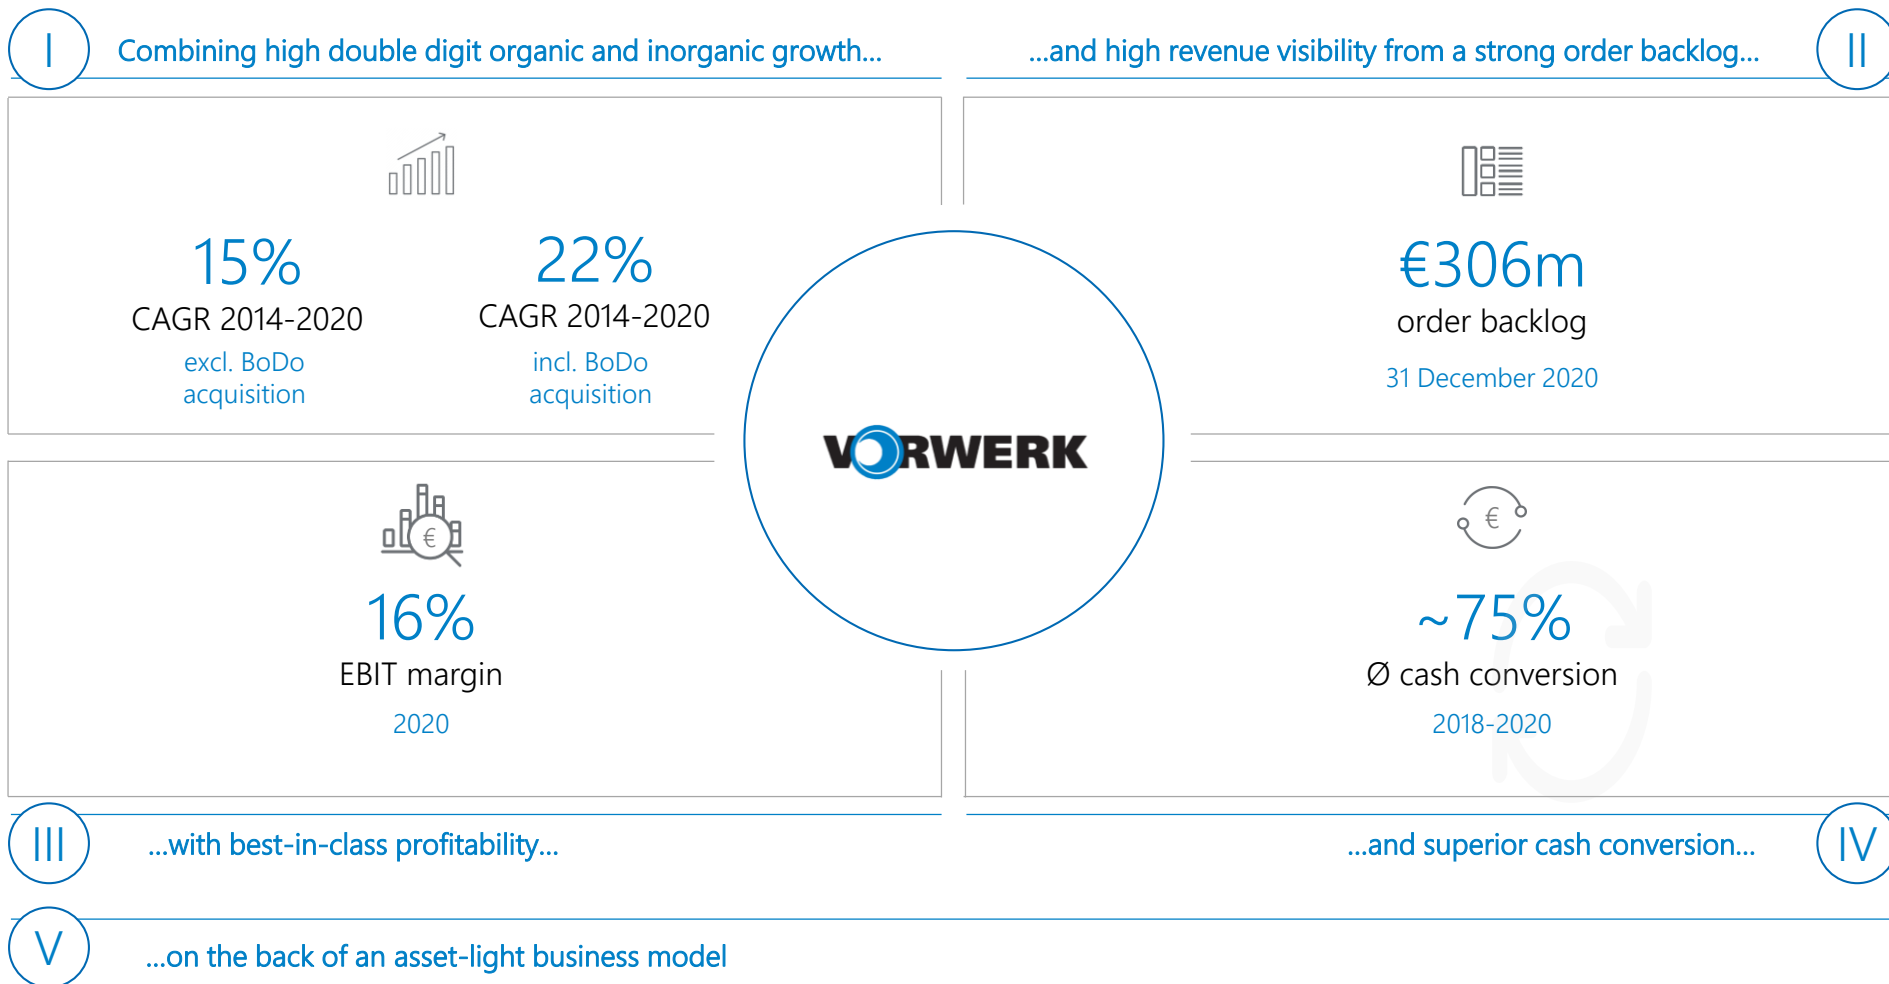 I
Combining high double digit organic and inorganic growth...
...and high revenue visibility from a strong order backlog...
II
15%
CAGR 2014-2020
excl. BoDo
acquisition
22%
CAGR 2014-2020
incl. BoDo
acquisition
€306m
order backlog
31 December 2020
VORWERK
€
16%
EBIT margin
2020
€
~75%
Ø cash conversion
2018-2020
III
...with best-in-class profitability...
...and superior cash conversion...
IV
V
...on the back of an asset-light business model